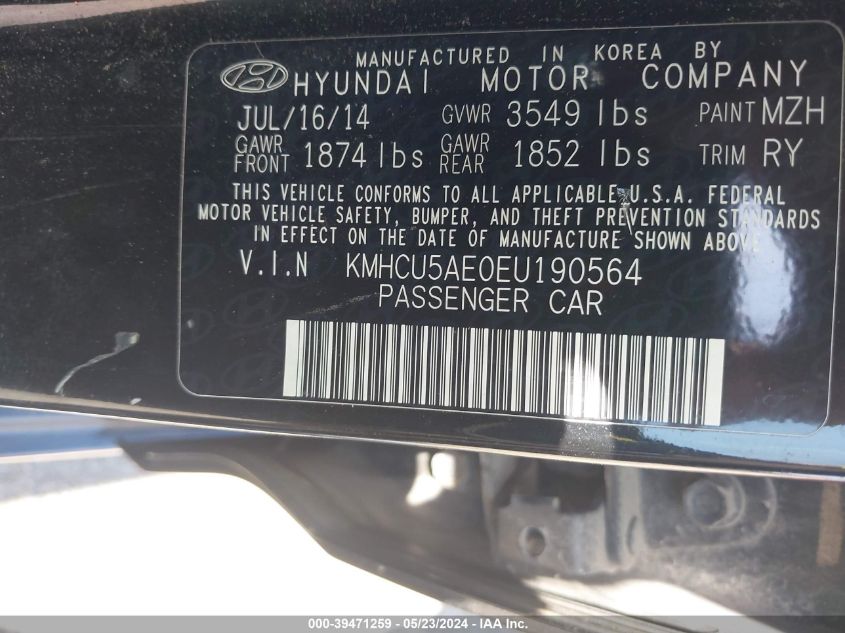 MANUFACTURED IN KOREA BY
HYUNDAI MOTOR COMPANY
JUL/16/14 GVWR 3549 lbs PAINT MZH
GAWR FRONT 1874 lbs GAWR REAR 1852 lbs TRIM RY
THIS VEHICLE CONFORMS TO ALL APPLICABLE U.S.A. FEDERAL
MOTOR VEHICLE SAFETY, BUMPER, AND THEFT PREVENTION STANDARDS
IN EFFECT ON THE DATE OF MANUFACTURE SHOWN ABOVE
V.I.N KMHCU5AE0EU190564
PASSENGER CAR
000-39471259 - 05/23/2024 - IAA Inc.